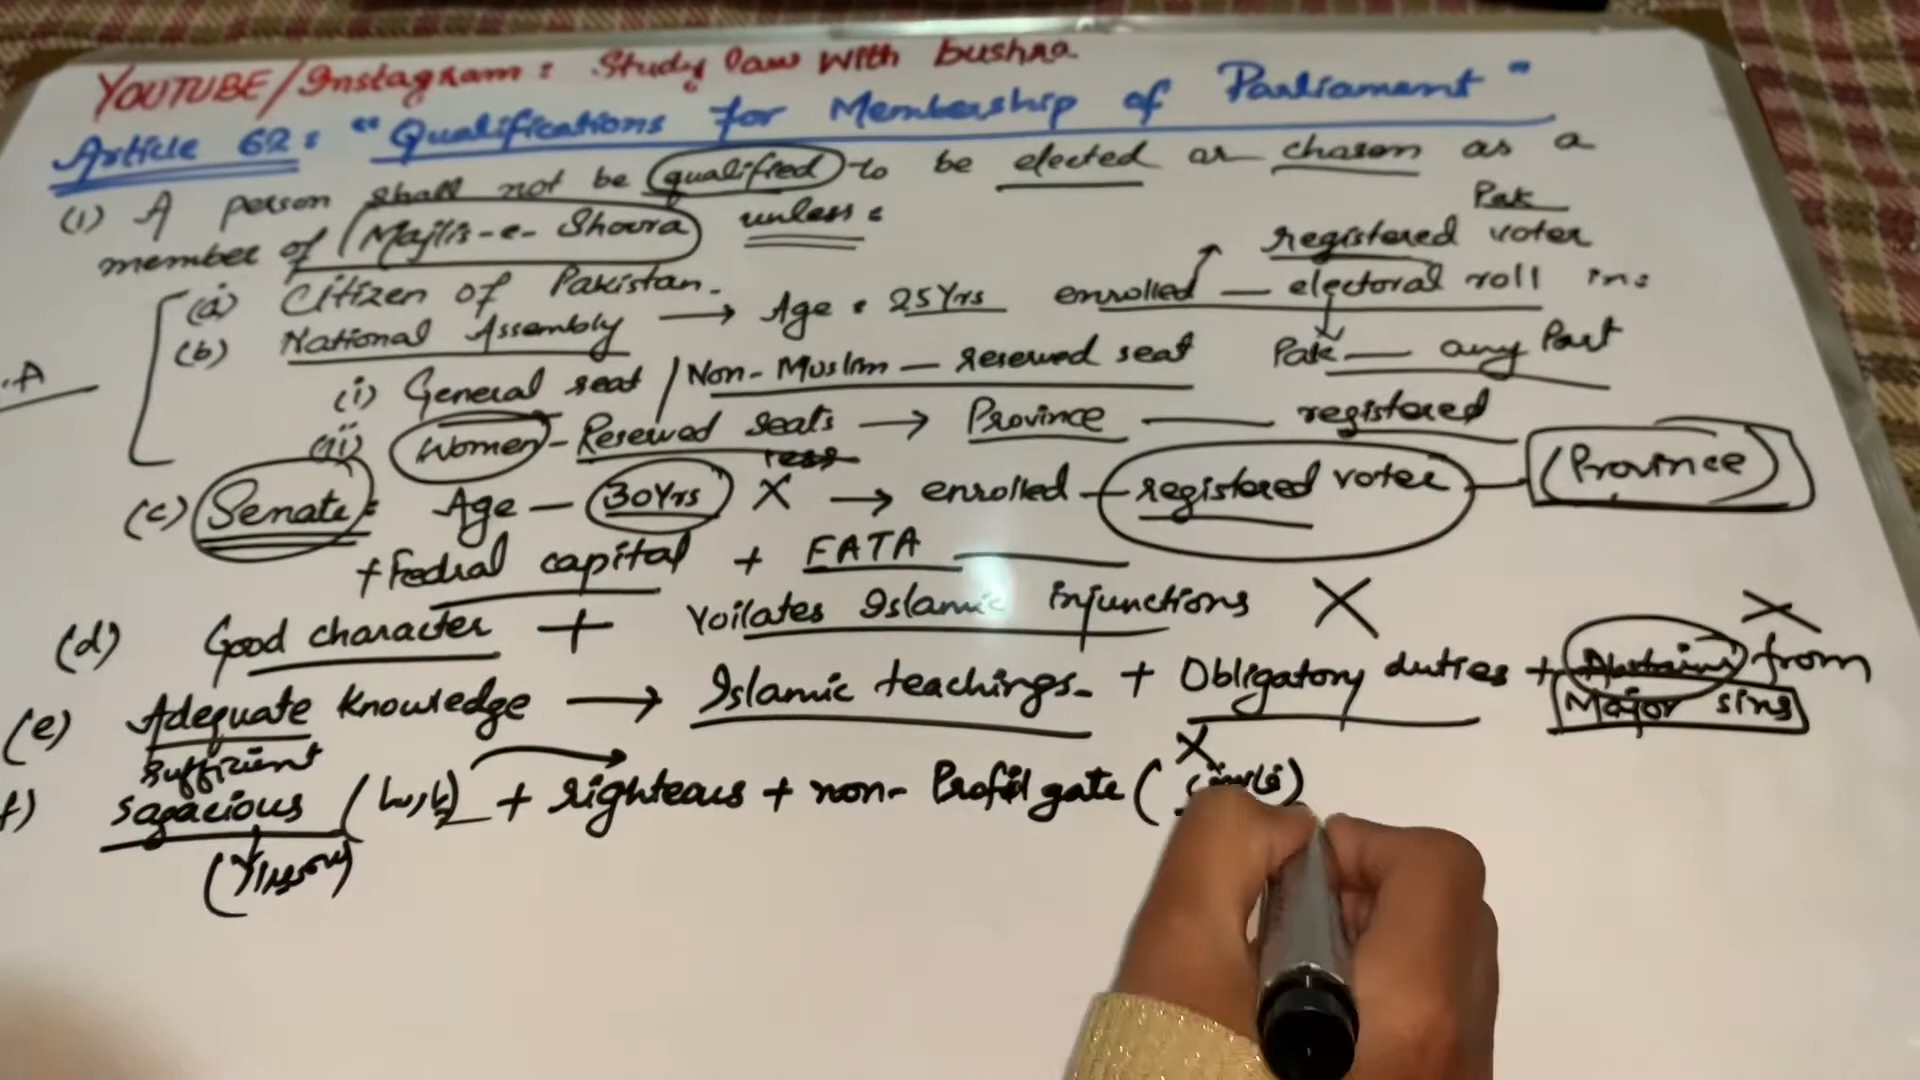 YOUTUBE/Instagram: Study law with bushra
Article 62: "Qualifications for Membership of Parliament"
(1) A person shall not be qualified to be elected or chosen as a
member of (Majlis-e-Shoora) unless:
Pak
registered voter
(a) Citizen of Pakistan.
(b) National Assembly → Age : 25Yrs enrolled — electoral roll in:
(i) General seat / Non-Muslim — reserved seat Pak — any Part
(ii) Women - Reserved seats → Province — registered
(c) Senate: Age — 30Yrs X → enrolled — registered voter — (Province)
+ Fedral capital + FATA
(d) Good character + Voilates Islamic injunctions X
(e) Adequate knowledge → Islamic teachings. + Obligatory duties + Abstains from X
sufficient
Major sins
f) sagacious + righteous + non-Profilgate ( X